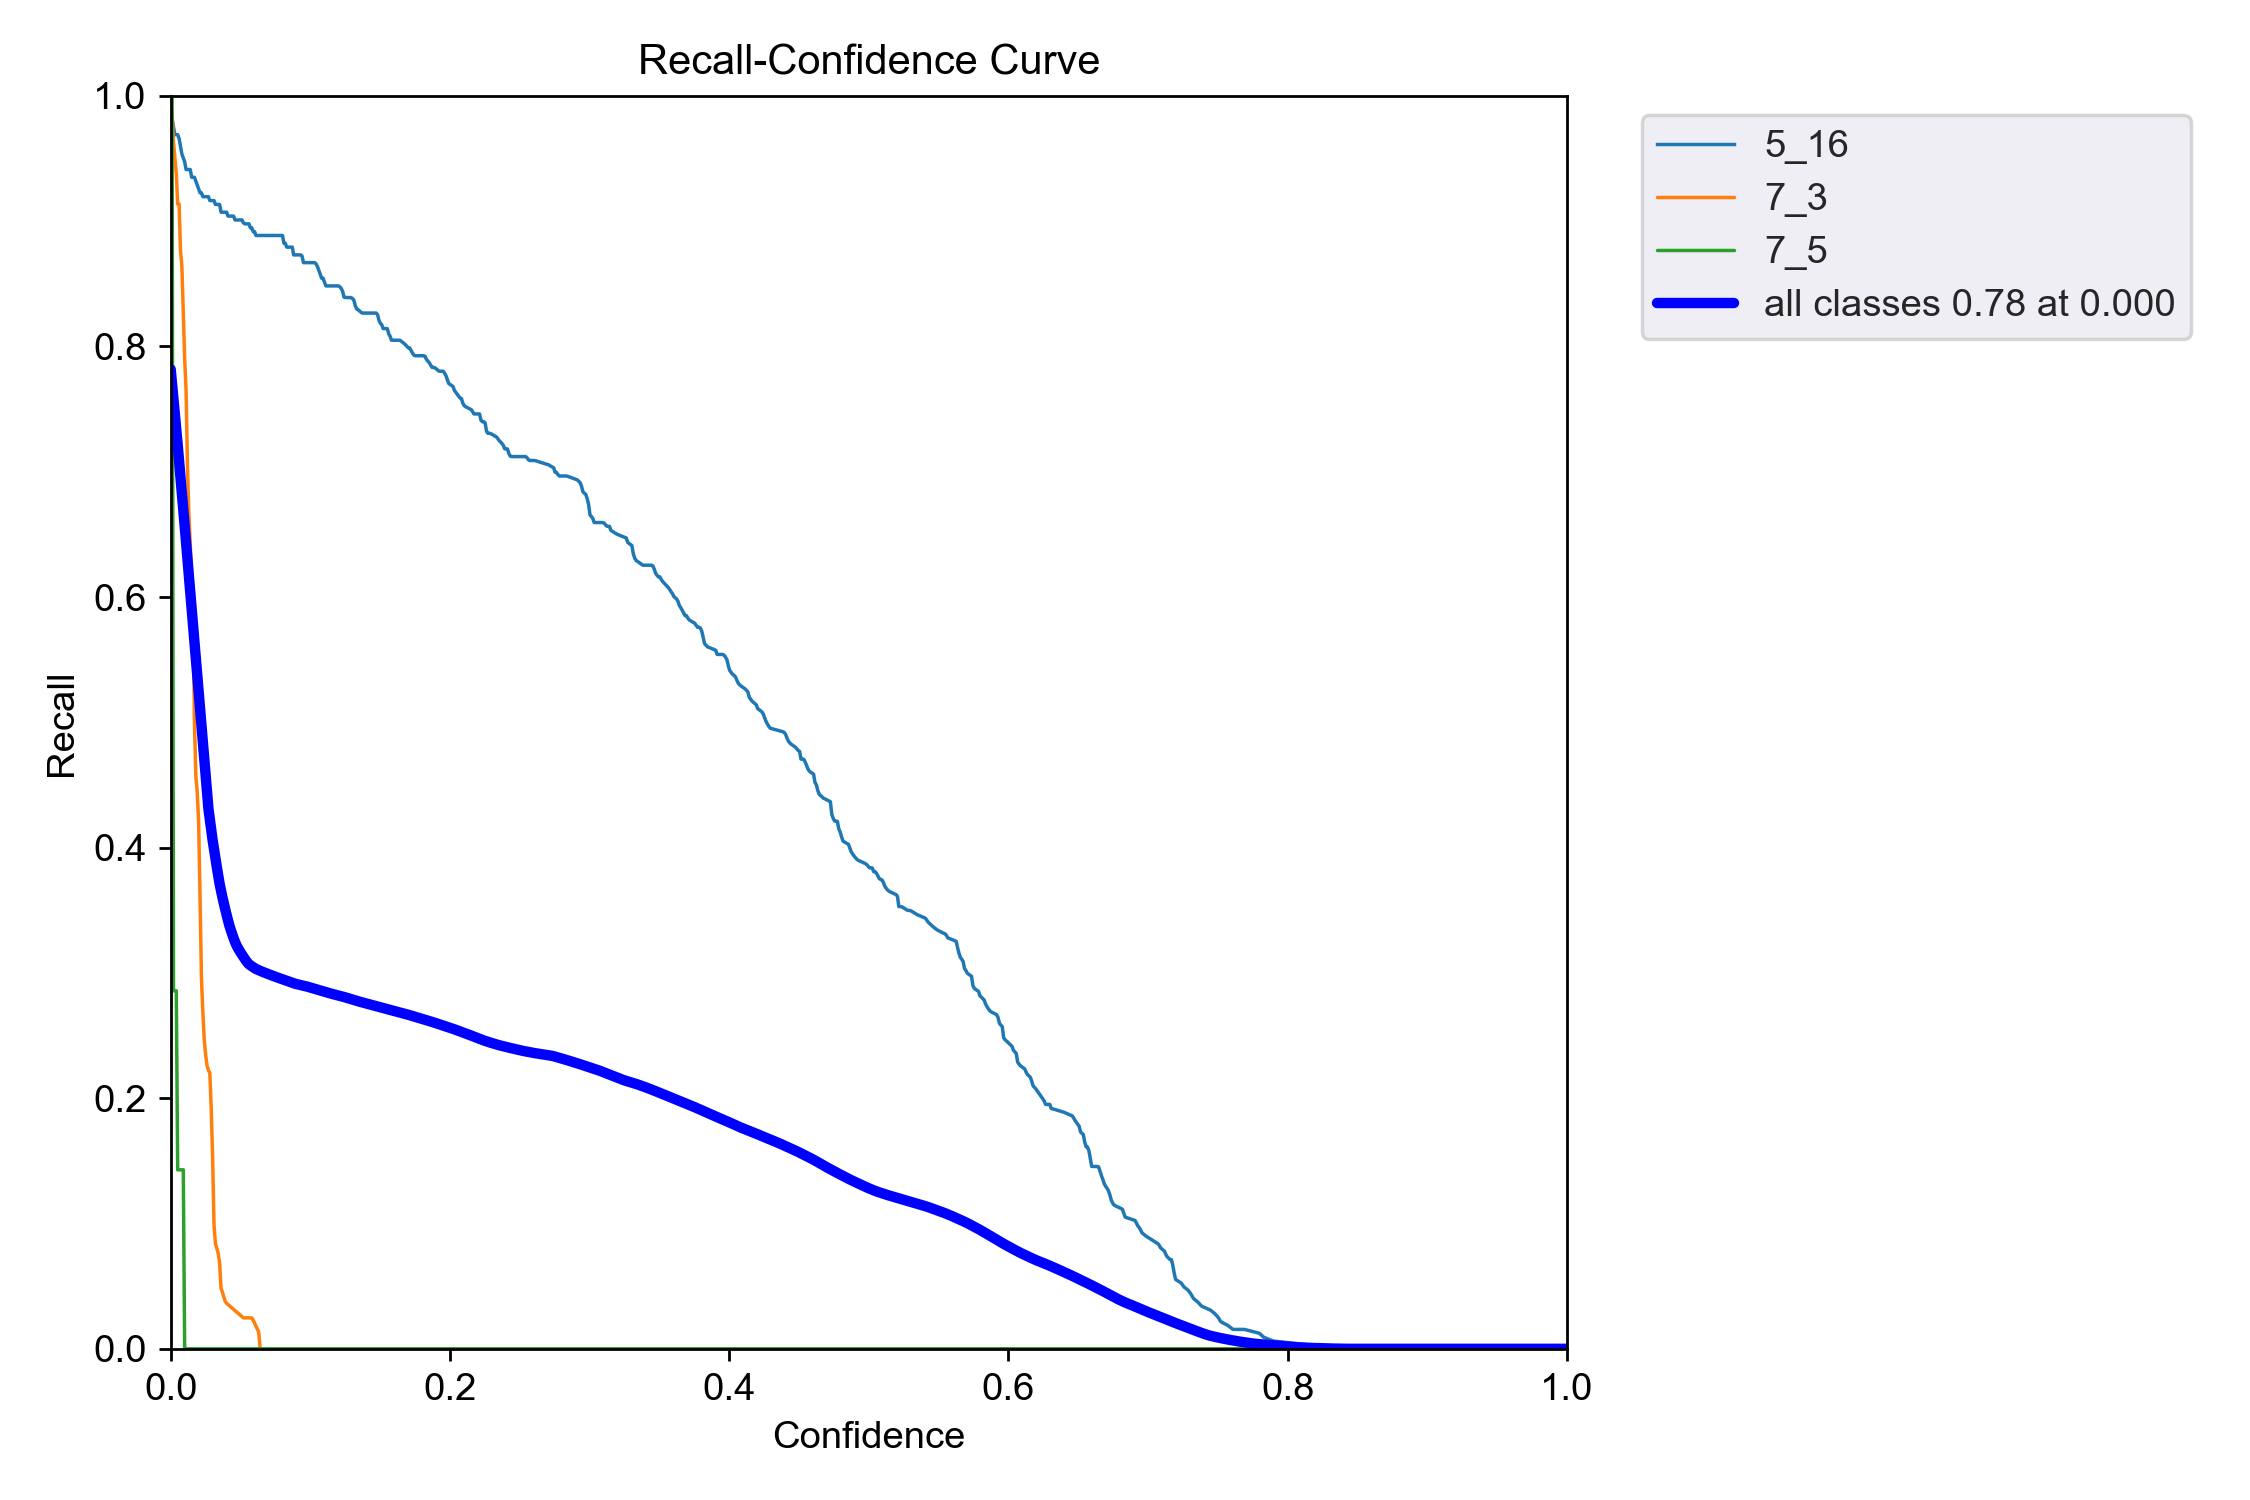 Recall-Confidence Curve
1.0
0.8
0.6
0.4
0.2
0.0
Recall
0.0 0.2 0.4 0.6 0.8 1.0
Confidence
5_16
7_3
7_5
all classes 0.78 at 0.000